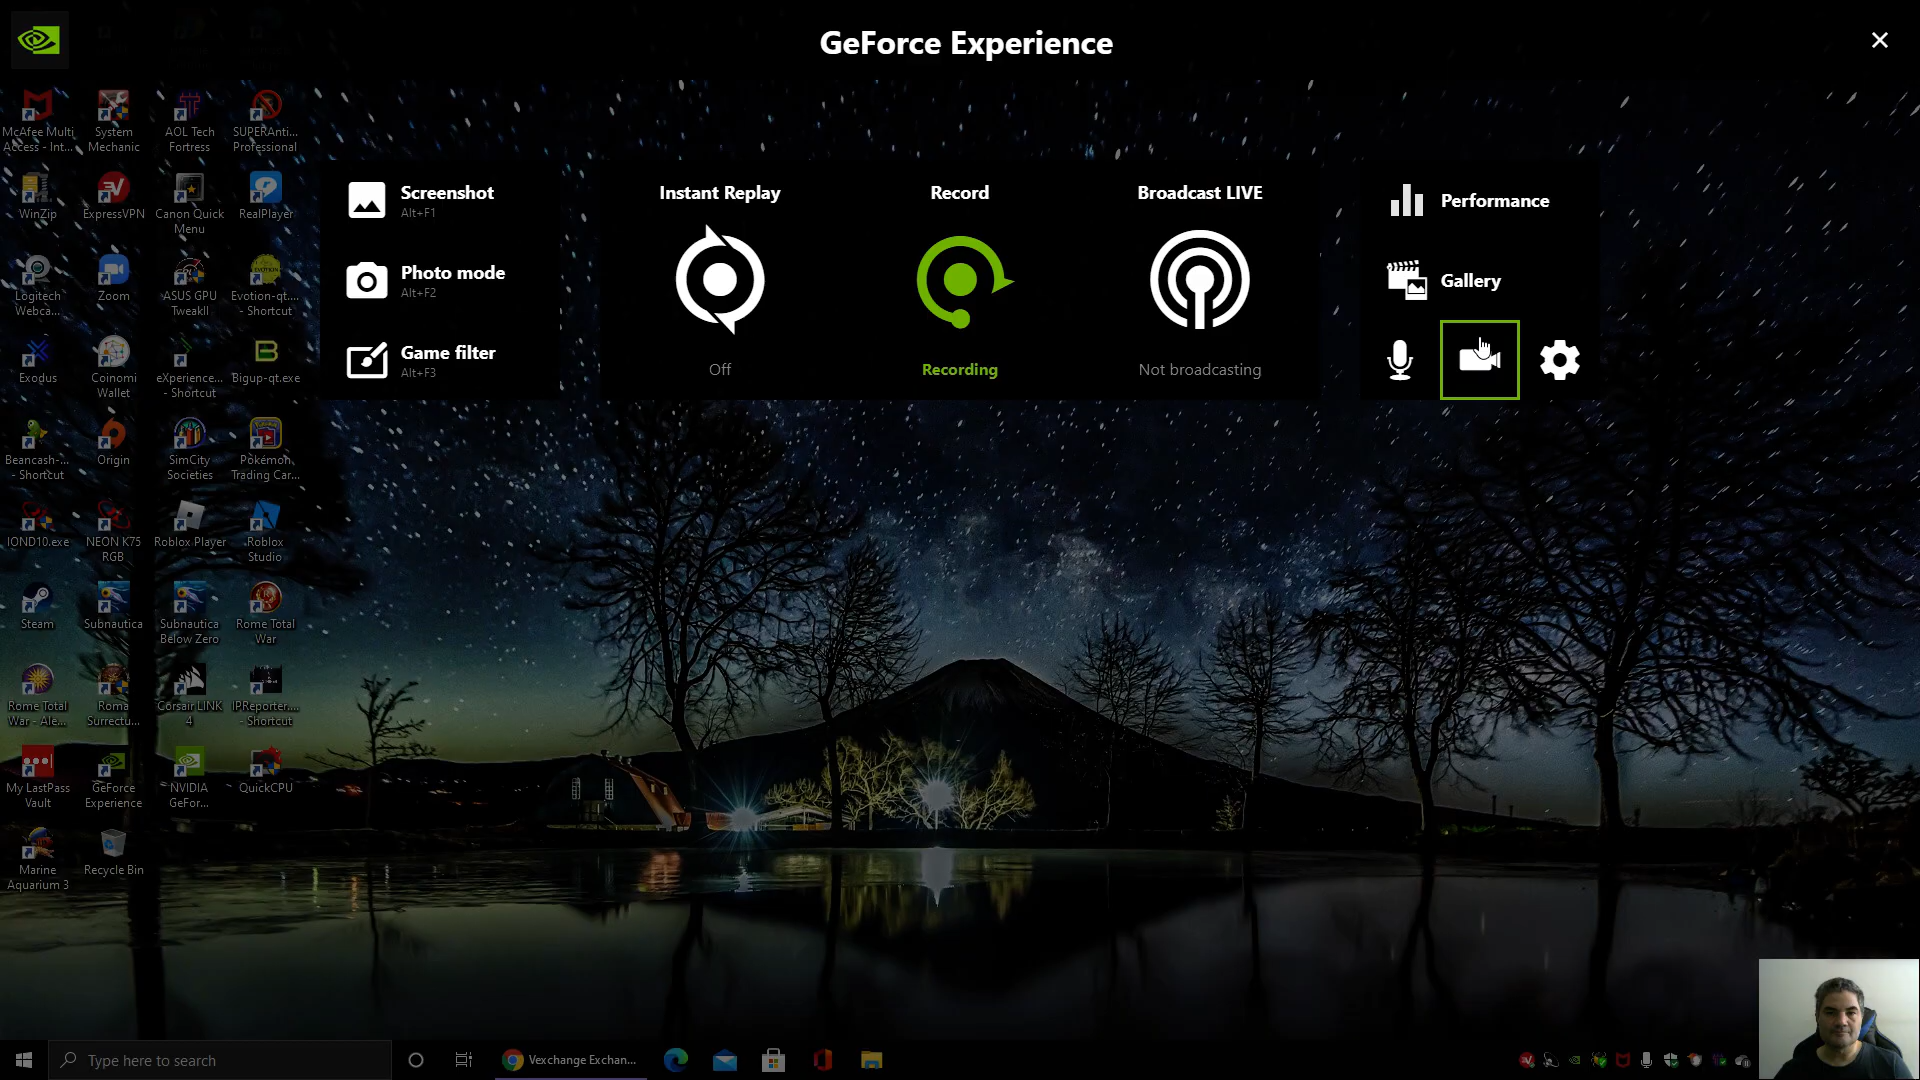 GeForce Experience
McAfee Multi
Access - Int...
System
Mechanic
AOL Tech
Fortress
SUPERAnti...
Professional
WinZip
ExpressVPN
Canon Quick
Menu
RealPlayer
Logitech
Webca...
Zoom
ASUS GPU
TweakII
Evotion-qt....
- Shortcut
Exodus
Coinomi
Wallet
eXperience...
- Shortcut
Bigup-qt.exe
Beancash-...
- Shortcut
Origin
SimCity
Societies
Pokémon
Trading Car...
IOND10.exe
NEON K75
RGB
Roblox Player
Roblox
Studio
Steam
Subnautica
Subnautica
Below Zero
Rome Total
War
Rome Total
War - Ale...
Roma
Surrectu...
Corsair LINK
4
IPReporter....
- Shortcut
My LastPass
Vault
GeForce
Experience
NVIDIA
GeFor...
QuickCPU
Marine
Aquarium 3
Recycle Bin
Screenshot
Alt+F1
Photo mode
Alt+F2
Game filter
Alt+F3
Instant Replay
Off
Record
Recording
Broadcast LIVE
Not broadcasting
Performance
Gallery
Type here to search
Vexchange Exchan...